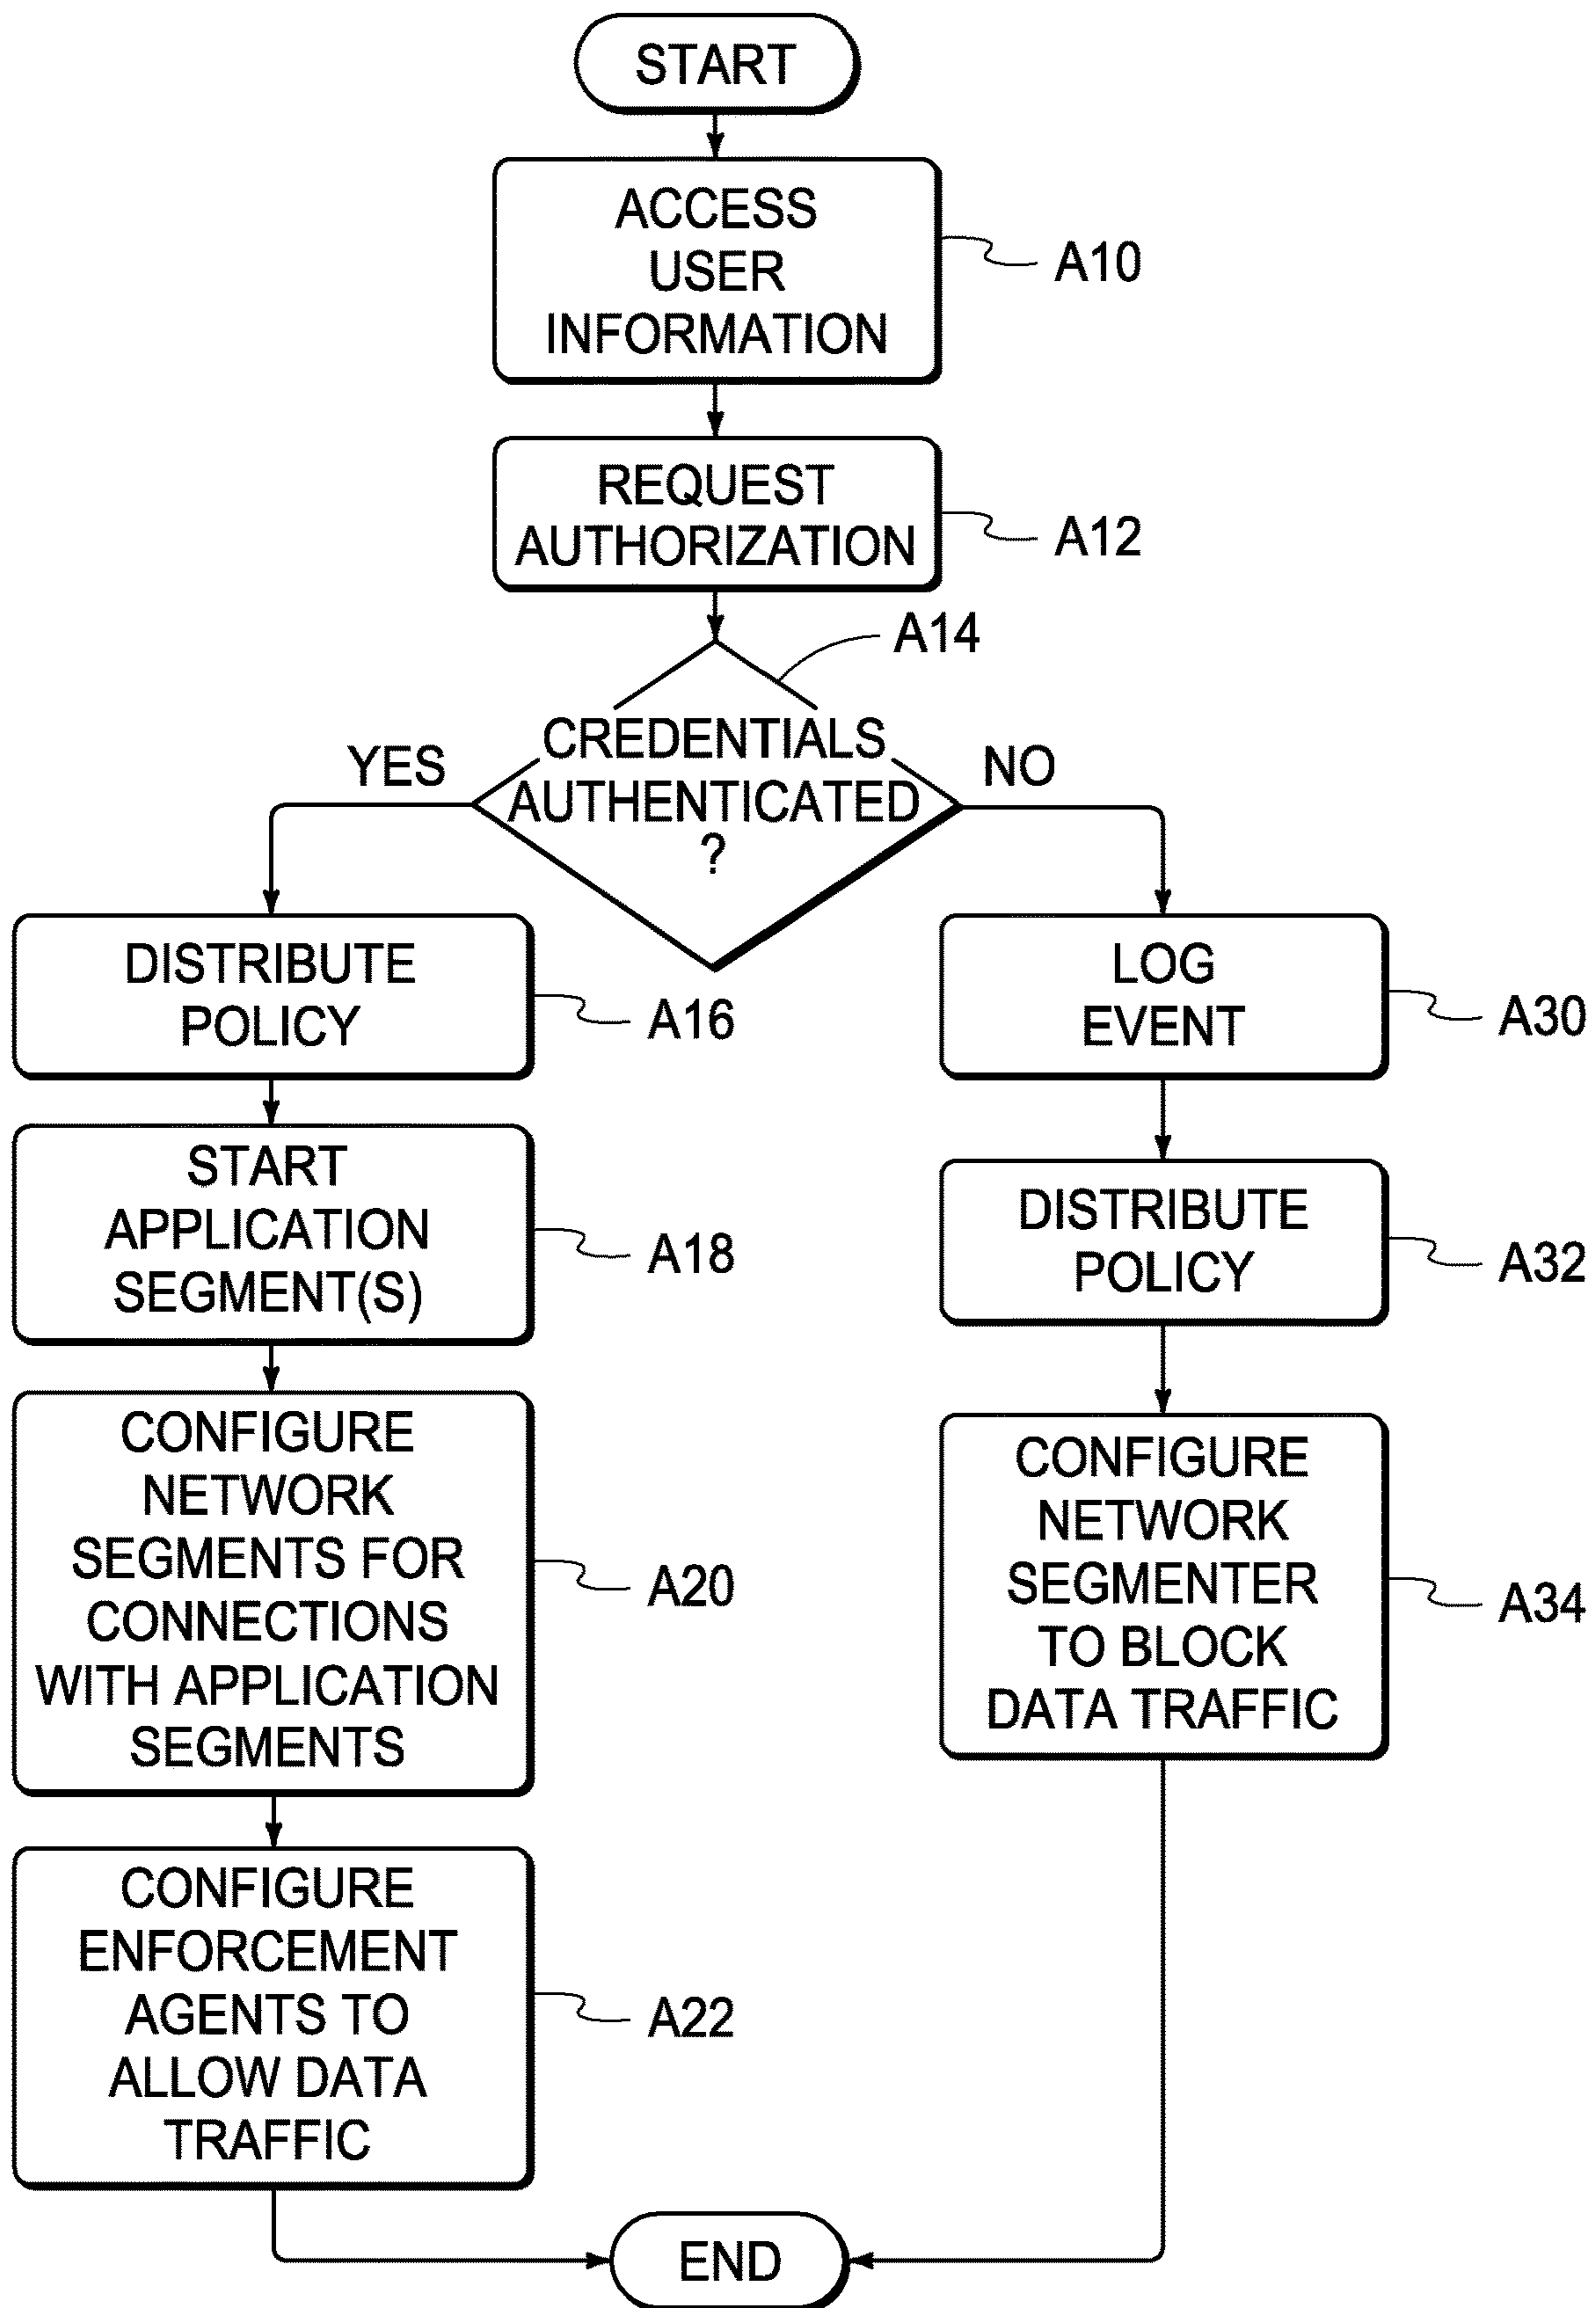 START
ACCESS
USER
INFORMATION
A10
REQUEST
AUTHORIZATION
A12
A14
CREDENTIALS
AUTHENTICATED
?
YES
NO
DISTRIBUTE
POLICY
A16
START
APPLICATION
SEGMENT(S)
A18
CONFIGURE
NETWORK
SEGMENTS FOR
CONNECTIONS
WITH APPLICATION
SEGMENTS
A20
CONFIGURE
ENFORCEMENT
AGENTS TO
ALLOW DATA
TRAFFIC
A22
LOG
EVENT
A30
DISTRIBUTE
POLICY
A32
CONFIGURE
NETWORK
SEGMENTER
TO BLOCK
DATA TRAFFIC
A34
END